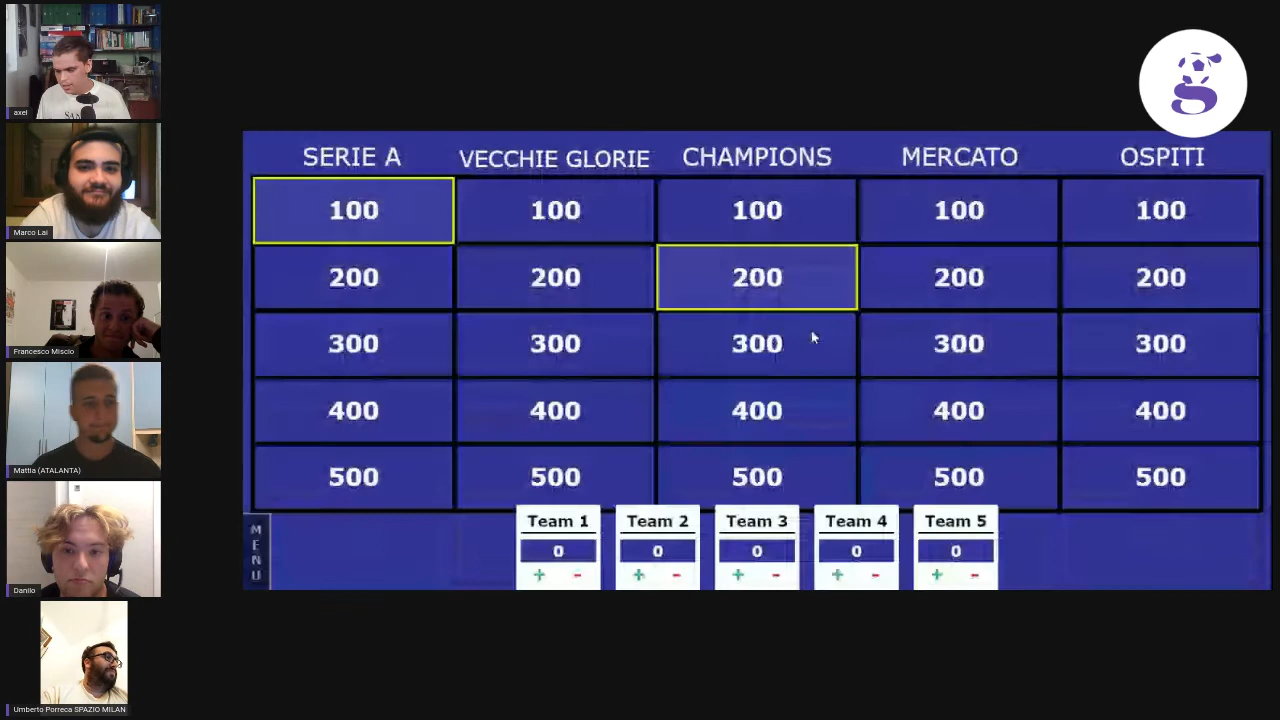 axel
Marco Lai
Francesco Miscio
Mattia (ATALANTA)
Danilo
Umberto Porreca SPAZIO MILAN
SERIE A VECCHIE GLORIE CHAMPIONS MERCATO OSPITI
100 100 100 100 100
200 200 200 200 200
300 300 300 300 300
400 400 400 400 400
500 500 500 500 500
MENU
Team 1 Team 2 Team 3 Team 4 Team 5
0 0 0 0 0
+ - + - + - + - + -
g